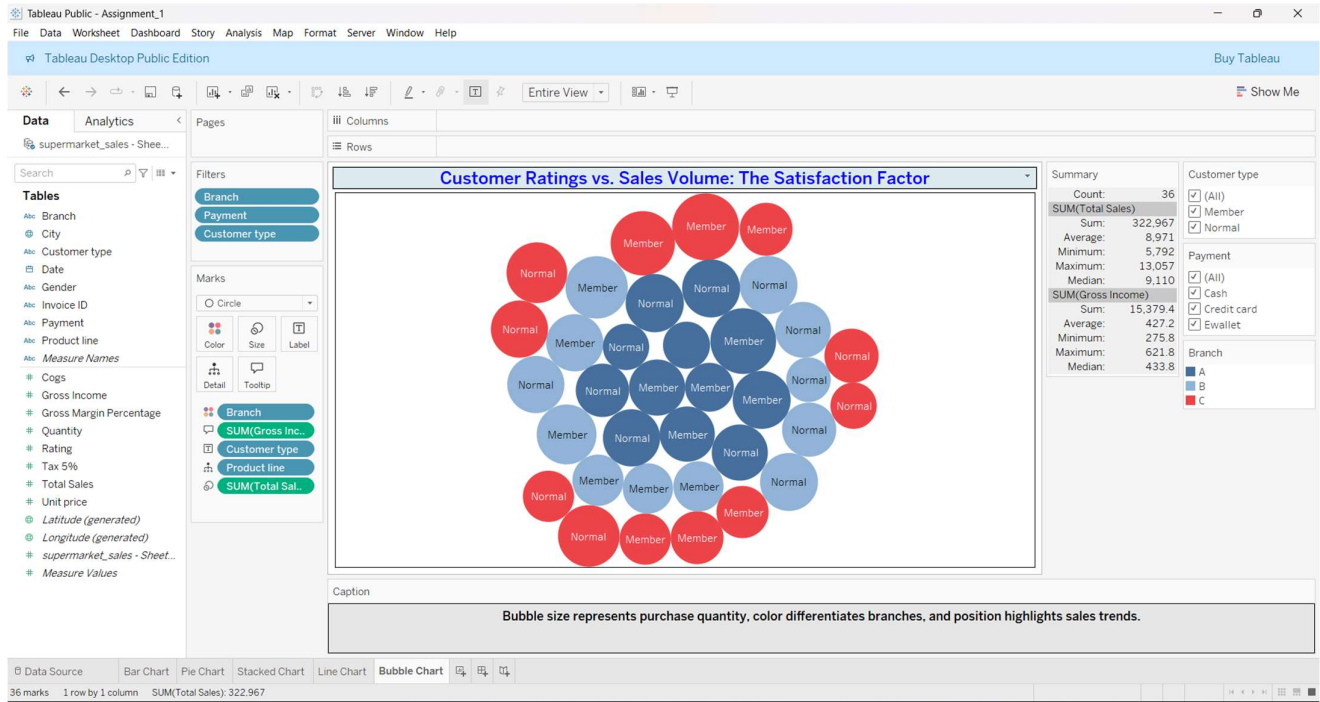 Tableau Public - Assignment_1
File Data Worksheet Dashboard Story Analysis Map Format Server Window Help
Tableau Desktop Public Edition
Buy Tableau
Entire View
Show Me
Data Analytics
supermarket_sales - Shee...
Search
Tables
Abc Branch
City
Abc Customer type
Date
Abc Gender
Abc Invoice ID
Abc Payment
Abc Product line
Abc Measure Names
# Cogs
# Gross Income
# Gross Margin Percentage
# Quantity
# Rating
# Tax 5%
# Total Sales
# Unit price
Latitude (generated)
Longitude (generated)
# supermarket_sales - Sheet...
# Measure Values
Pages
Filters
Branch
Payment
Customer type
Marks
Circle
Color Size Label
Detail Tooltip
Branch
SUM(Gross Inc..
Customer type
Product line
SUM(Total Sal..
Columns
Rows
Customer Ratings vs. Sales Volume: The Satisfaction Factor
Member
Member
Member
Normal
Member
Normal
Normal
Normal
Normal
Member
Normal
Member
Normal
Normal
Normal
Normal
Member
Member
Normal
Member
Normal
Member
Normal
Member
Normal
Normal
Member
Member
Member
Normal
Normal
Member
Normal
Member
Member
Summary
Count: 36
SUM(Total Sales)
Sum: 322,967
Average: 8,971
Minimum: 5,792
Maximum: 13,057
Median: 9,110
SUM(Gross Income)
Sum: 15,379.4
Average: 427.2
Minimum: 275.8
Maximum: 621.8
Median: 433.8
Customer type
(All)
Member
Normal
Payment
(All)
Cash
Credit card
Ewallet
Branch
A
B
C
Caption
Bubble size represents purchase quantity, color differentiates branches, and position highlights sales trends.
Data Source Bar Chart Pie Chart Stacked Chart Line Chart Bubble Chart
36 marks 1 row by 1 column SUM(Total Sales): 322,967